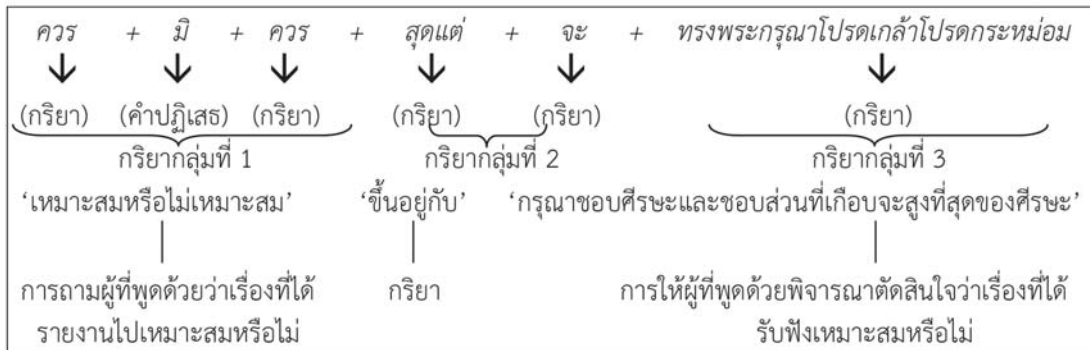 ควร + มิ + ควร + สุดแต่ + จะ + ทรงพระกรุณาโปรดเกล้าโปรดกระหม่อม
(กริยา) (คำปฏิเสธ) (กริยา) (กริยา) (กริยา) (กริยา)
กริยากลุ่มที่ 1 กริยากลุ่มที่ 2 กริยากลุ่มที่ 3
‘เหมาะสมหรือไม่เหมาะสม’ ‘ขึ้นอยู่กับ’ ‘กรุณาชอบศีรษะและชอบส่วนที่เกือบจะสูงที่สุดของศีรษะ’
การถามผู้ที่พูดด้วยว่าเรื่องที่ได้ กริยา การให้ผู้ที่พูดด้วยพิจารณาตัดสินใจว่าเรื่องที่ได้
รายงานไปเหมาะสมหรือไม่ รับฟังเหมาะสมหรือไม่